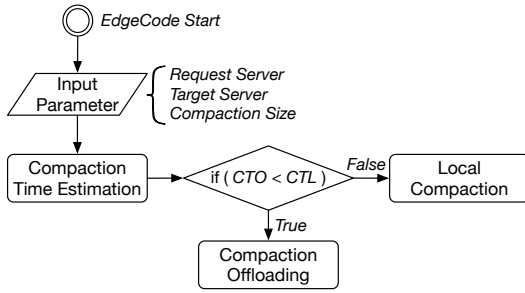 EdgeCode Start
Input
Parameter
Request Server
Target Server
Compaction Size
Compaction
Time Estimation
if ( CTO < CTL )
False
Local
Compaction
True
Compaction
Offloading